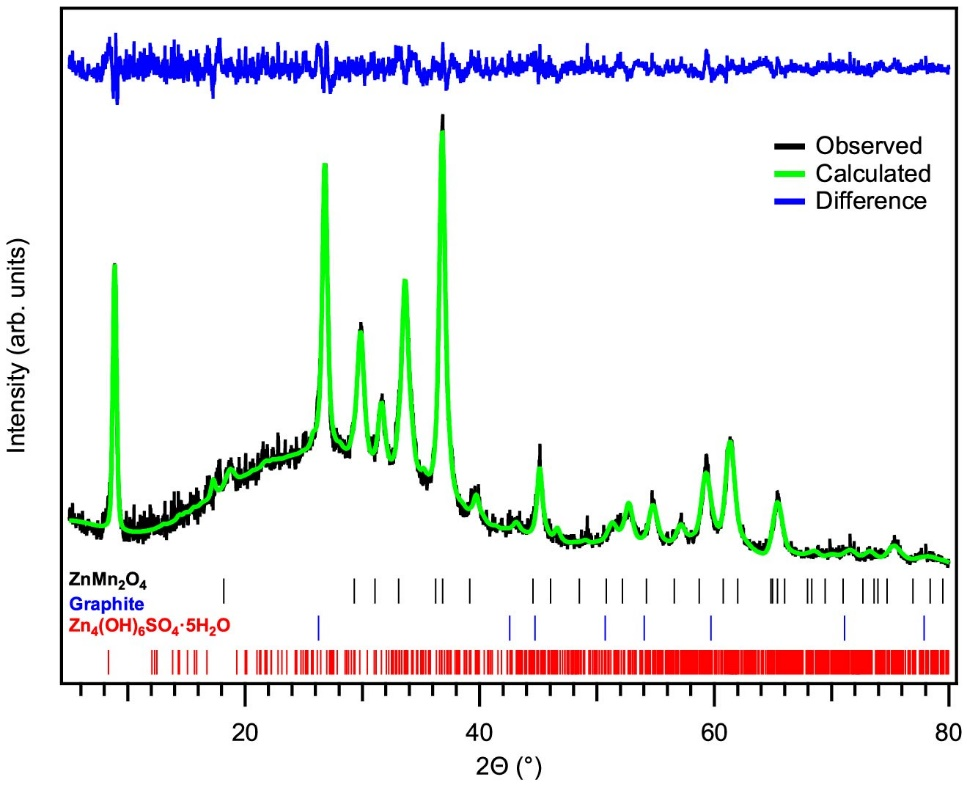 Observed
Calculated
Difference
Intensity (arb. units)
ZnMn₂O₄
Graphite
Zn₄(OH)₆SO₄·5H₂O
20
40
60
80
2Θ (°)